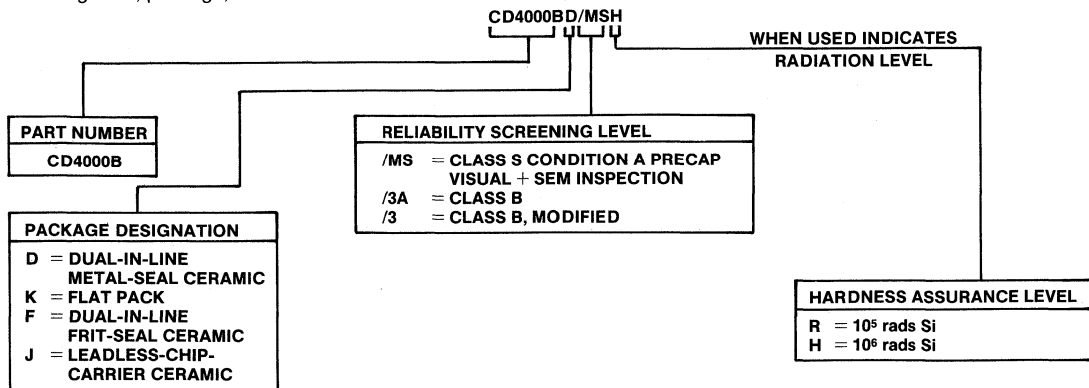 CD4000BD/MSH
WHEN USED INDICATES
RADIATION LEVEL
PART NUMBER
CD4000B
RELIABILITY SCREENING LEVEL
/MS = CLASS S CONDITION A PRECAP
VISUAL + SEM INSPECTION
/3A = CLASS B
/3 = CLASS B, MODIFIED
PACKAGE DESIGNATION
D = DUAL-IN-LINE
METAL-SEAL CERAMIC
K = FLAT PACK
F = DUAL-IN-LINE
FRIT-SEAL CERAMIC
J = LEADLESS-CHIP-
CARRIER CERAMIC
HARDNESS ASSURANCE LEVEL
R = 10⁵ rads Si
H = 10⁶ rads Si